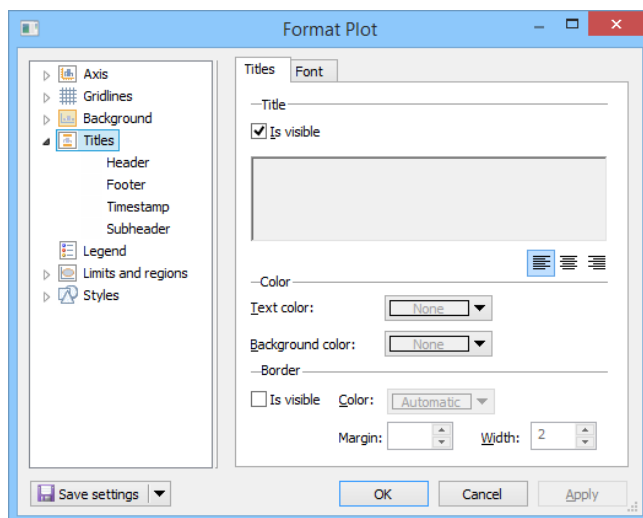 Format Plot
Axis
Gridlines
Background
Titles
Header
Footer
Timestamp
Subheader
Legend
Limits and regions
Styles
Titles Font
Title
Is visible
Color
Text color: None
Background color: None
Border
Is visible Color: Automatic
Margin: Width: 2
Save settings OK Cancel Apply